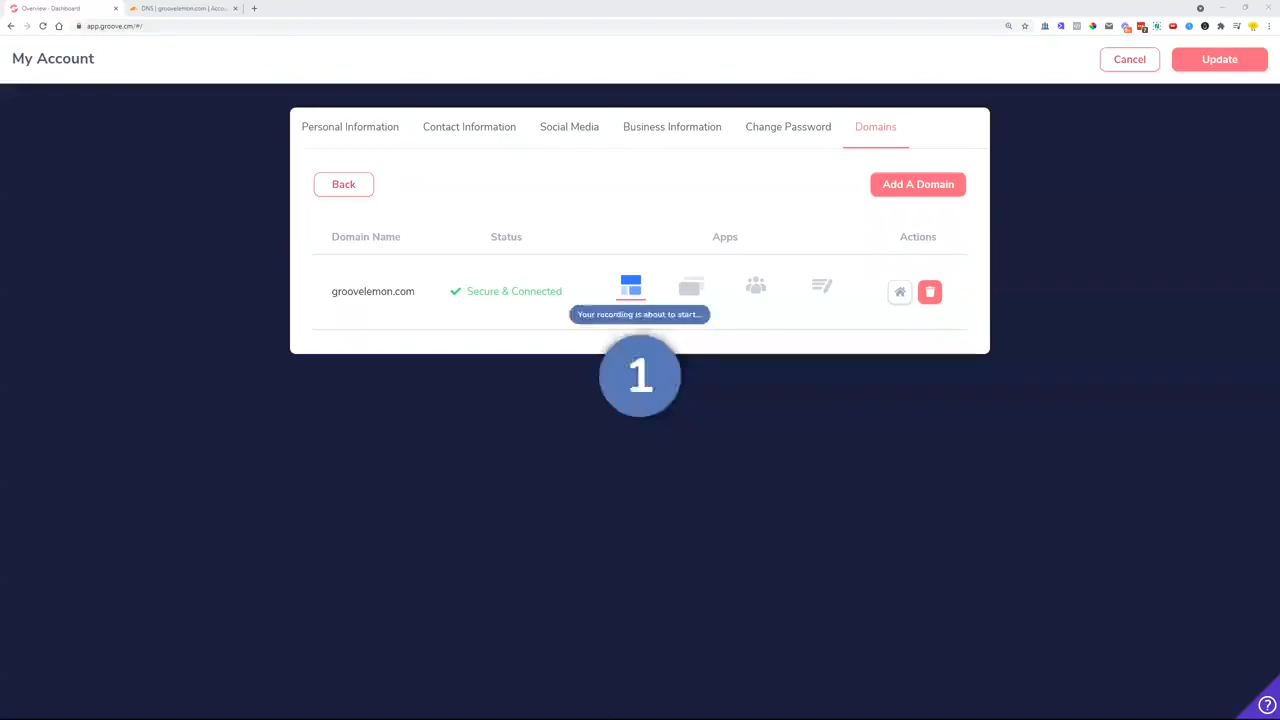 Overview - Dashboard
DNS | groovelemon.com | Accou...
app.groove.cm/#/
My Account
Cancel
Update
Personal Information
Contact Information
Social Media
Business Information
Change Password
Domains
Back
Add A Domain
Domain Name
Status
Apps
Actions
groovelemon.com
Secure & Connected
Your recording is about to start...
1
?